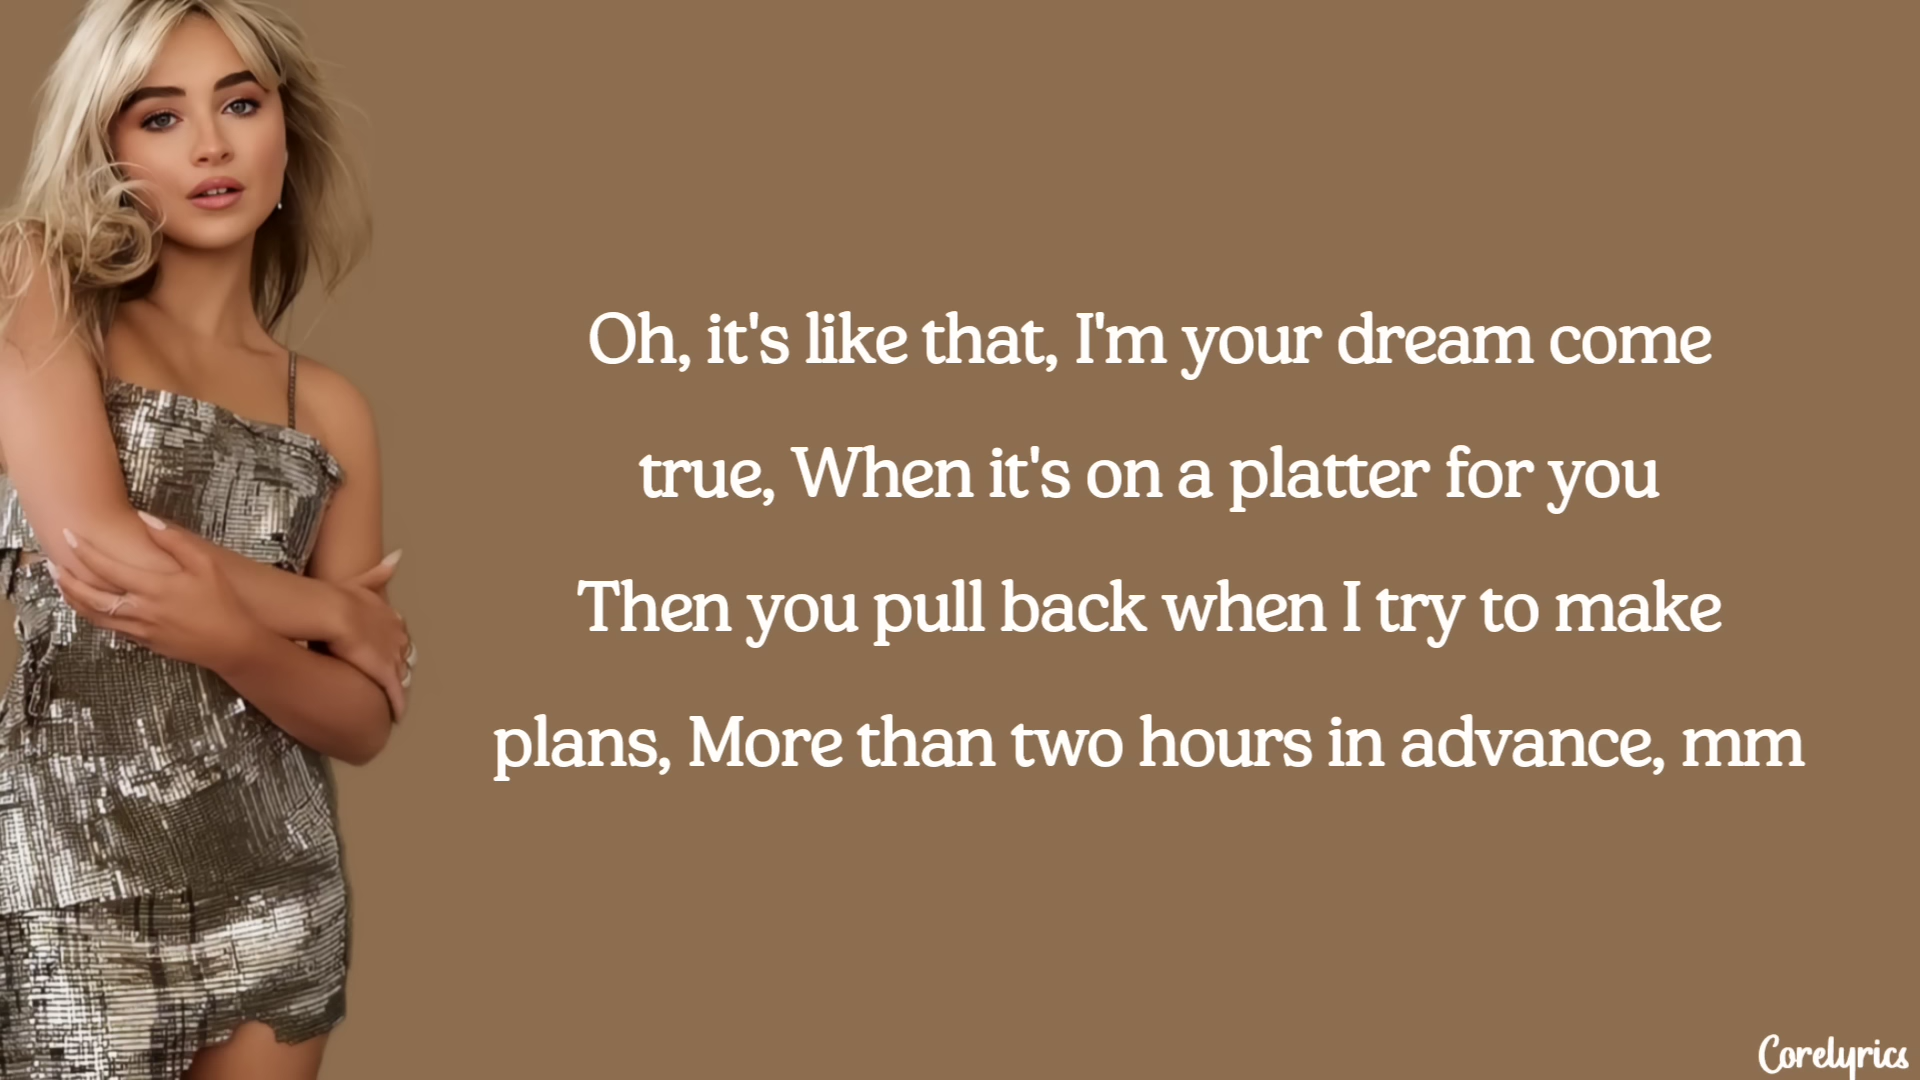 Oh, it's like that, I'm your dream come
true, When it's on a platter for you
Then you pull back when I try to make
plans, More than two hours in advance, mm
Corelyrics